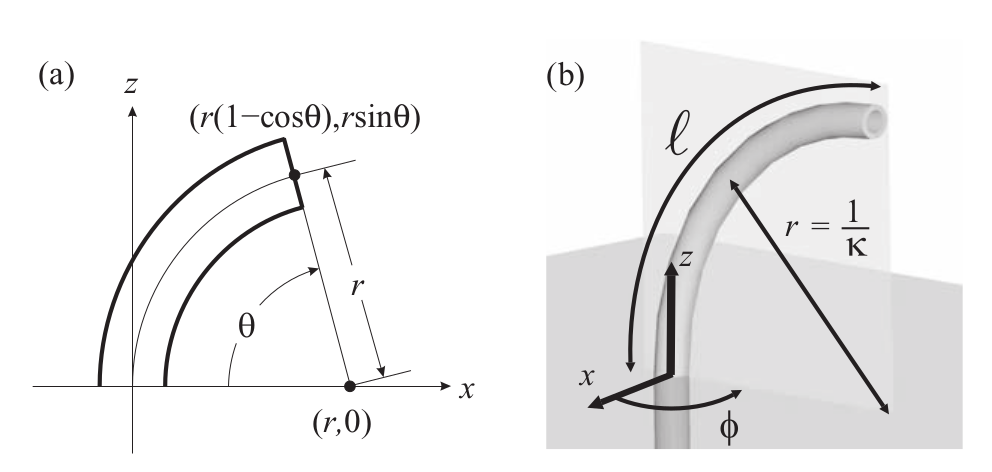 (a)
z
(r(1−cosθ),rsinθ)
r
θ
x
(r,0)
(b)
ℓ
r = 1/κ
z
x
ϕ